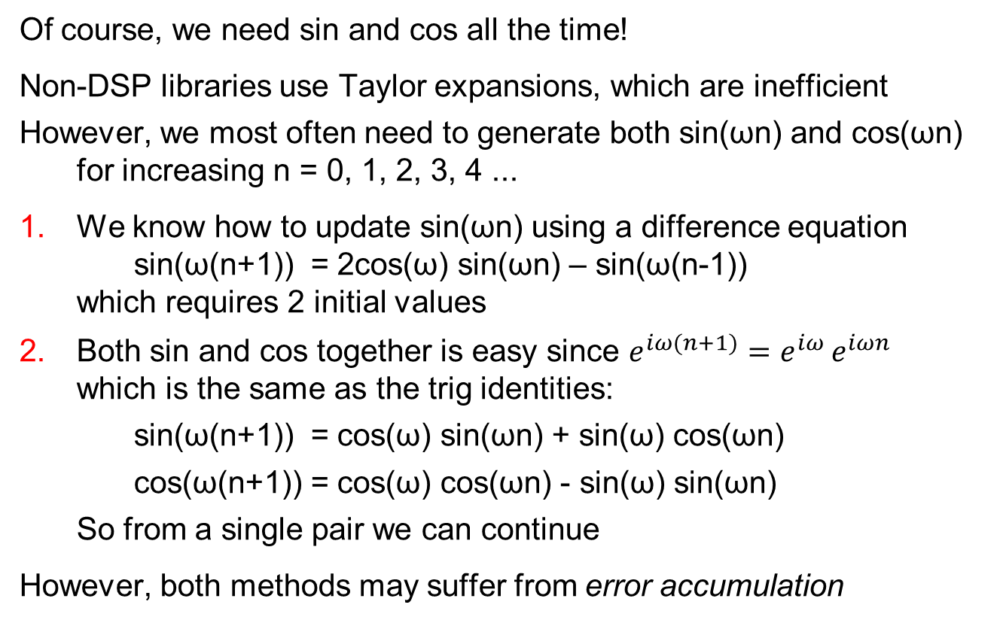 Of course, we need sin and cos all the time!
Non-DSP libraries use Taylor expansions, which are inefficient
However, we most often need to generate both sin(ωn) and cos(ωn)
for increasing n = 0, 1, 2, 3, 4 ...
1. We know how to update sin(ωn) using a difference equation
sin(ω(n+1)) = 2cos(ω) sin(ωn) – sin(ω(n-1))
which requires 2 initial values
2. Both sin and cos together is easy since 𝑒^{𝑖𝜔(𝑛+1)} = 𝑒^{𝑖𝜔} 𝑒^{𝑖𝜔𝑛}
which is the same as the trig identities:
sin(ω(n+1)) = cos(ω) sin(ωn) + sin(ω) cos(ωn)
cos(ω(n+1)) = cos(ω) cos(ωn) - sin(ω) sin(ωn)
So from a single pair we can continue
However, both methods may suffer from error accumulation